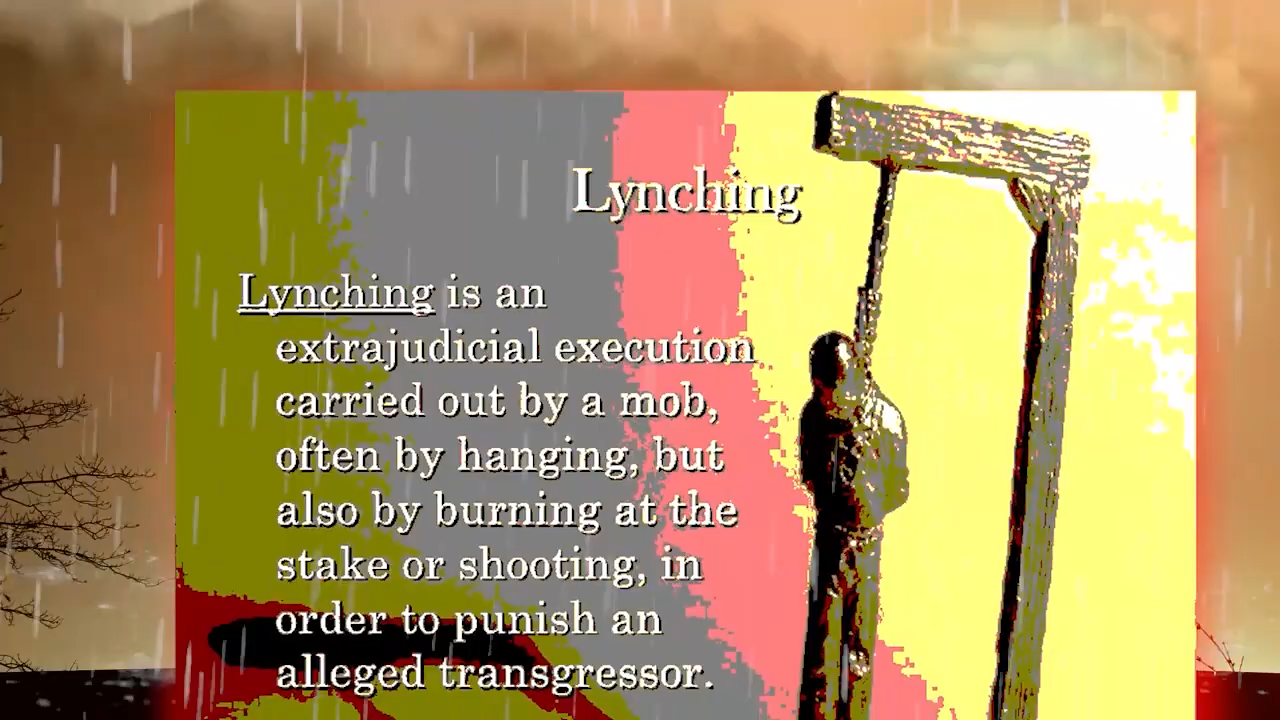 Lynching
Lynching is an
extrajudicial execution
carried out by a mob,
often by hanging, but
also by burning at the
stake or shooting, in
order to punish an
alleged transgressor.